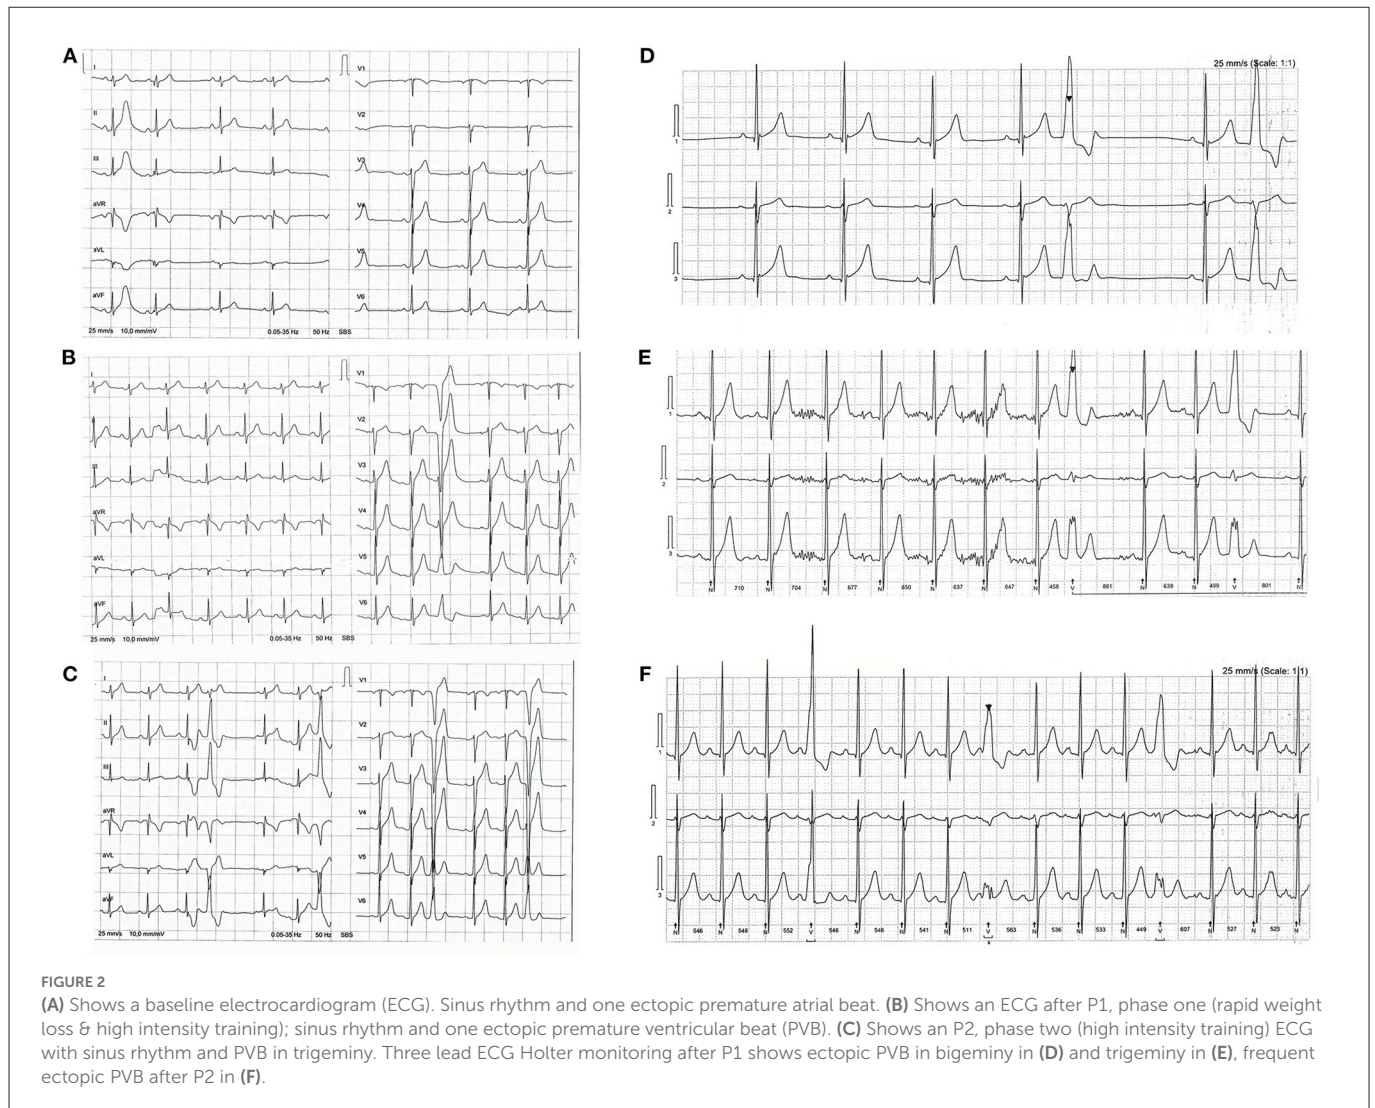 A
I
II
III
aVR
aVL
aVF
V1
V2
V3
V4
V5
V6
25 mm/s 10,0 mm/mV 0.05-35 Hz 50 Hz SBS
B
I
II
III
aVR
aVL
aVF
V1
V2
V3
V4
V5
V6
25 mm/s 10,0 mm/mV 0.05-35 Hz 50 Hz SBS
C
I
II
III
aVR
aVL
aVF
V1
V2
V3
V4
V5
V6
25 mm/s 10,0 mm/mV 0.05-35 Hz 50 Hz SBS
D
25 mm/s (Scale: 1:1)
1
2
3
E
1
2
3
N 710 N 704 N 677 N 650 N 637 N 647 N 458 V 861 N 639 N 499 V 801 N
F
25 mm/s (Scale: 1:1)
1
2
3
N 546 N 548 N 552 V 546 N 546 N 541 N 511 V 563 N 536 N 533 N 449 V 607 N 527 N 523 N
FIGURE 2
(A) Shows a baseline electrocardiogram (ECG). Sinus rhythm and one ectopic premature atrial beat. (B) Shows an ECG after P1, phase one (rapid weight
loss & high intensity training); sinus rhythm and one ectopic premature ventricular beat (PVB). (C) Shows an P2, phase two (high intensity training) ECG
with sinus rhythm and PVB in trigeminy. Three lead ECG Holter monitoring after P1 shows ectopic PVB in bigeminy in (D) and trigeminy in (E), frequent
ectopic PVB after P2 in (F).